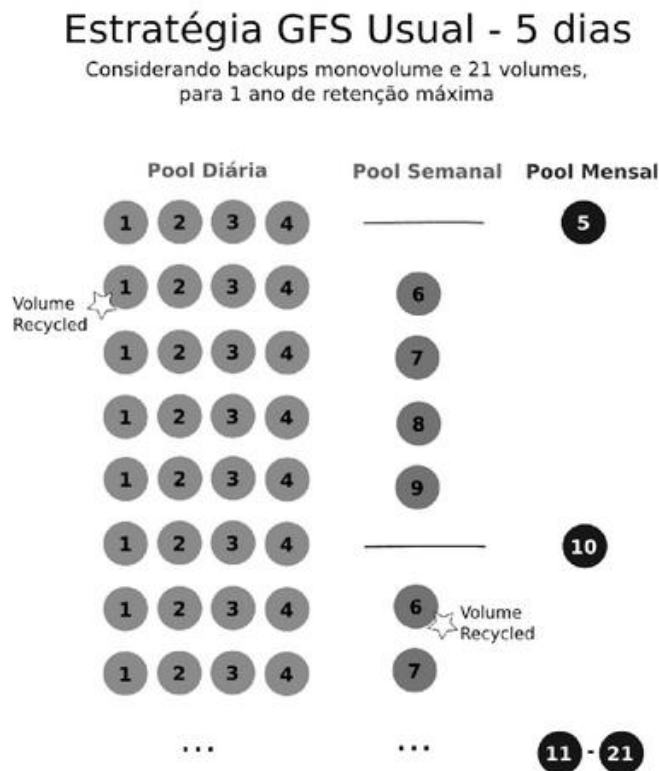 Estratégia GFS Usual - 5 dias
Considerando backups monovolume e 21 volumes,
para 1 ano de retenção máxima
Pool Diária Pool Semanal Pool Mensal
1 2 3 4 5
1 2 3 4 6
Volume
Recycled
1 2 3 4 7
1 2 3 4 8
1 2 3 4 9
1 2 3 4 10
1 2 3 4 6
Volume
Recycled
1 2 3 4 7
... ... 11 - 21